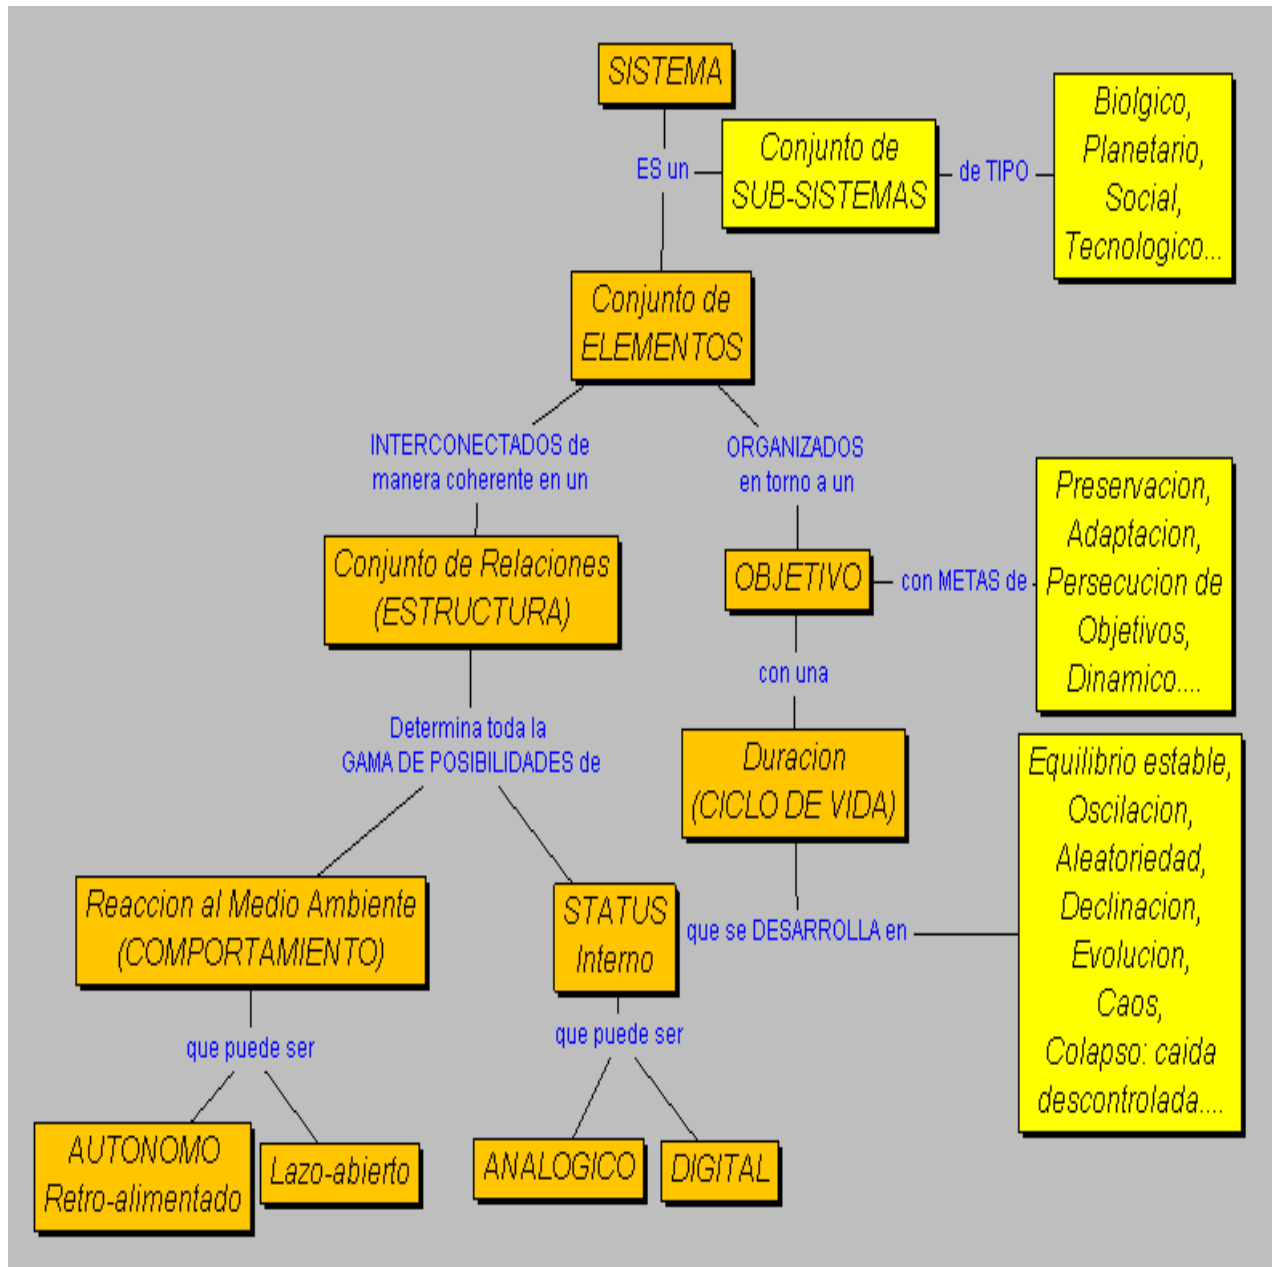 SISTEMA
ES un
Conjunto de
SUB-SISTEMAS
de TIPO
Biolgico,
Planetario,
Social,
Tecnologico...
Conjunto de
ELEMENTOS
INTERCONECTADOS de
manera coherente en un
ORGANIZADOS
en torno a un
Conjunto de Relaciones
(ESTRUCTURA)
OBJETIVO
con METAS de
Preservacion,
Adaptacion,
Persecucion de
Objetivos,
Dinamico....
con una
Determina toda la
GAMA DE POSIBILIDADES de
Duracion
(CICLO DE VIDA)
que se DESARROLLA en
Equilibrio estable,
Oscilacion,
Aleatoriedad,
Declinacion,
Evolucion,
Caos,
Colapso: caida
descontrolada....
Reaccion al Medio Ambiente
(COMPORTAMIENTO)
STATUS
Interno
que puede ser
que puede ser
AUTONOMO
Retro-alimentado
Lazo-abierto
ANALOGICO
DIGITAL